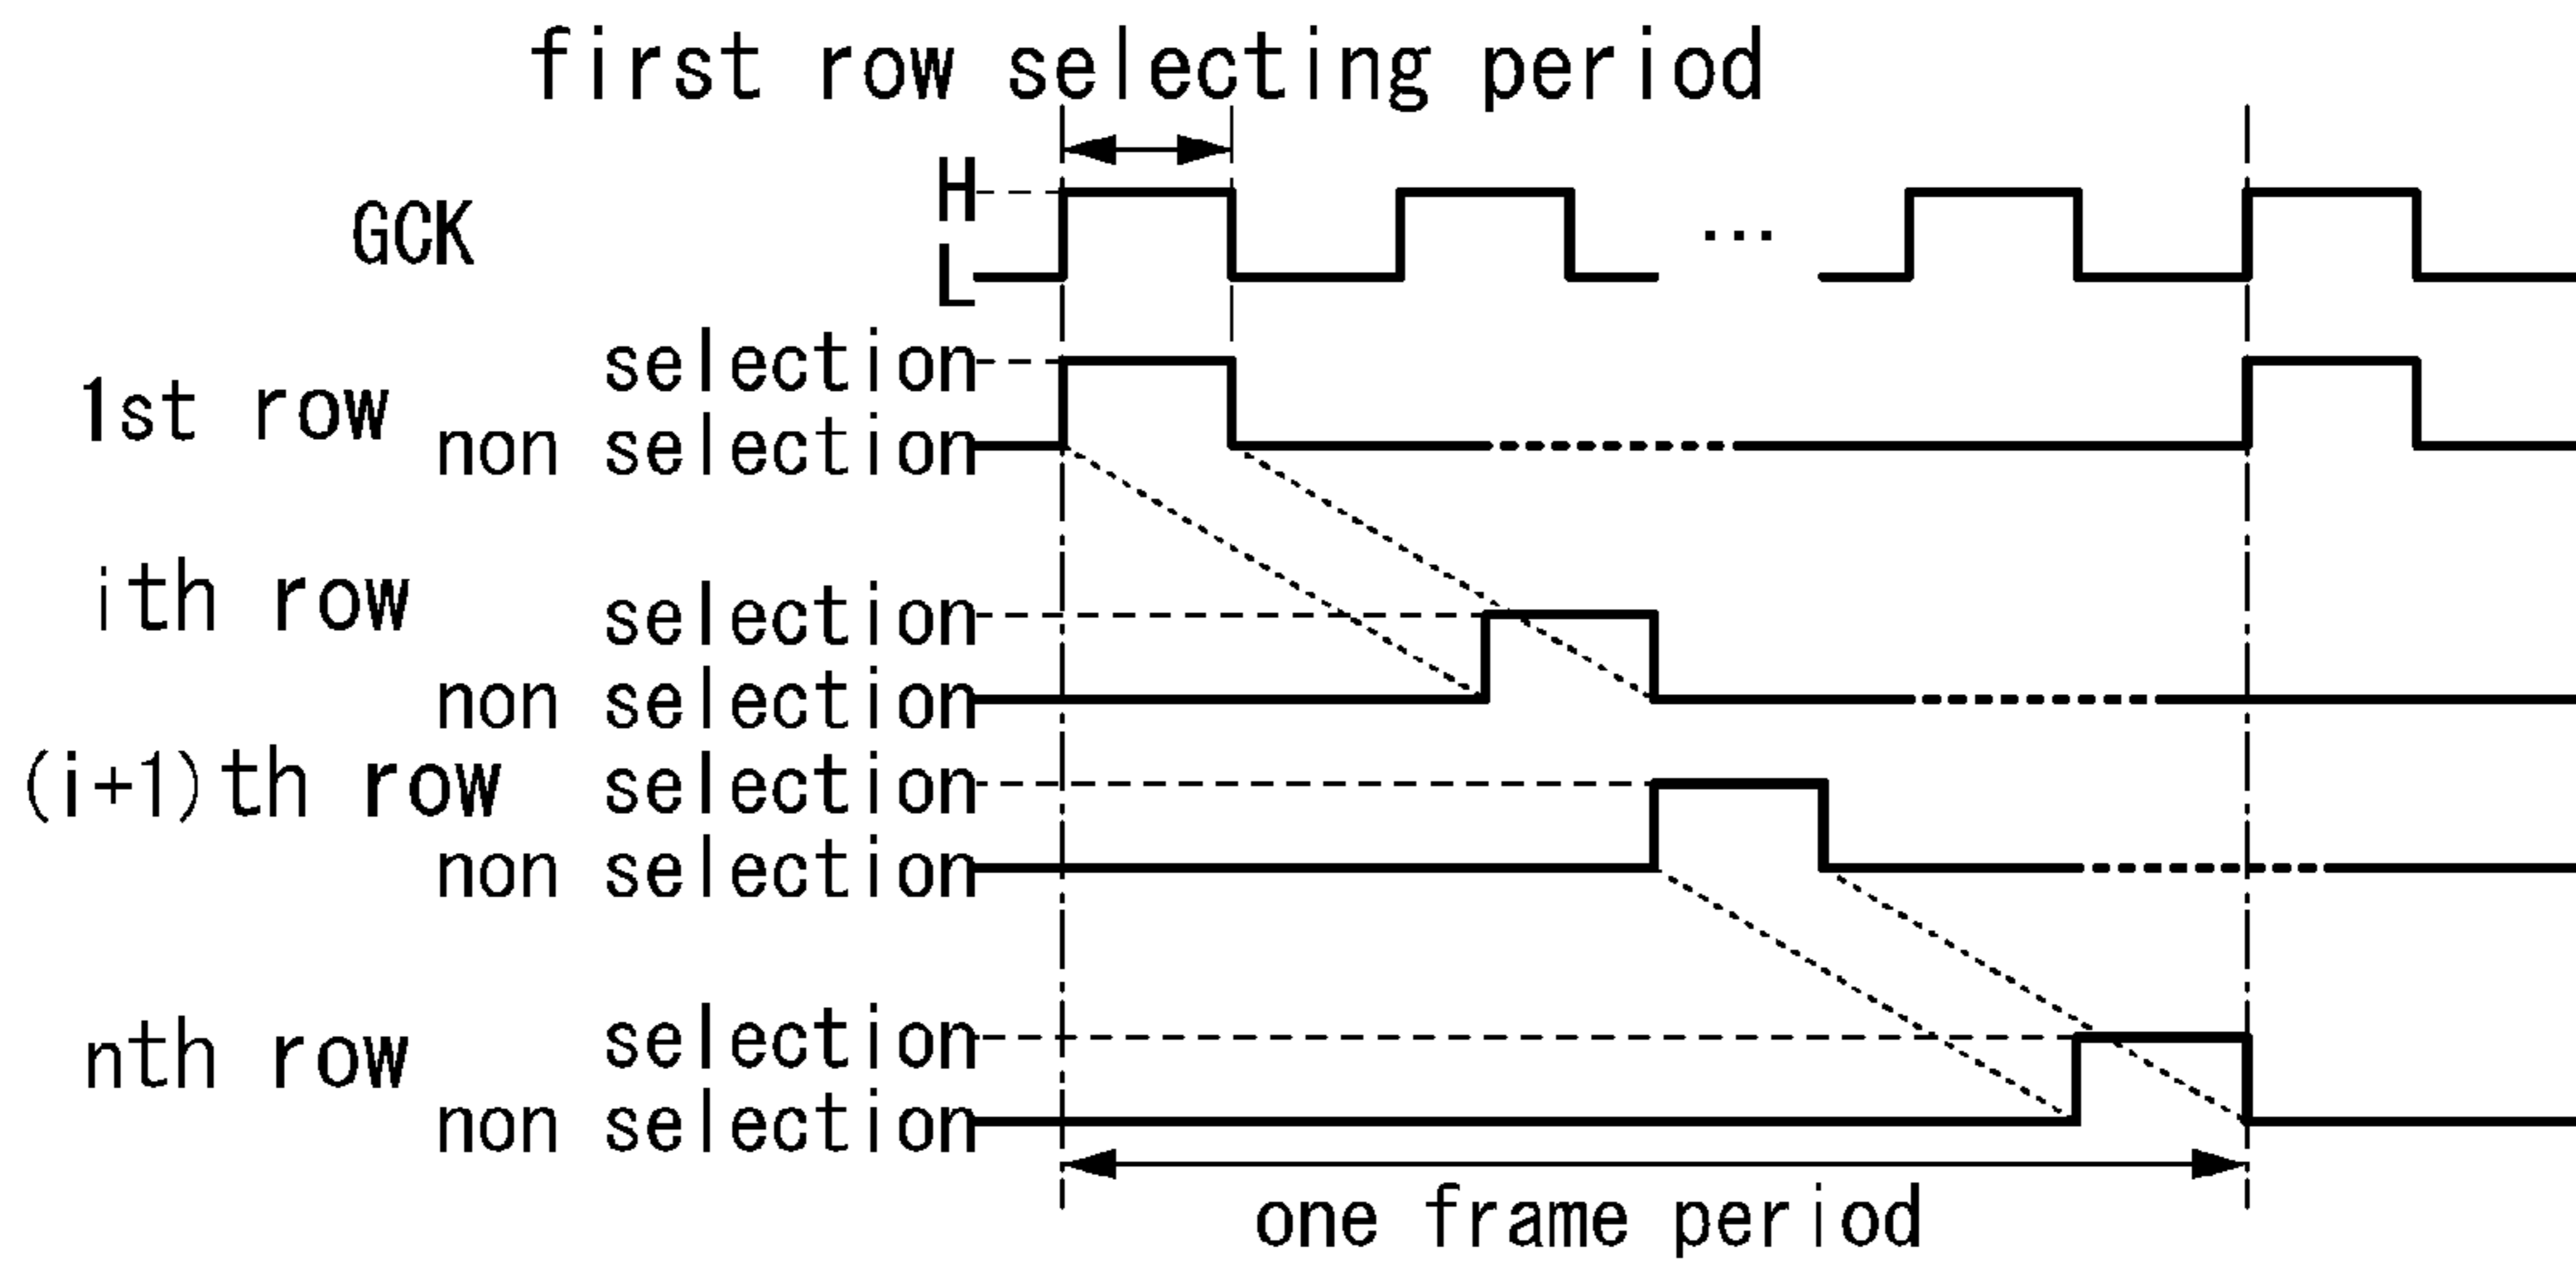 first row selecting period
H
GCK
L
...
selection
1st row
non selection
ith row
selection
non selection
(i+1)th row selection
non selection
selection
nth row
non selection
one frame period